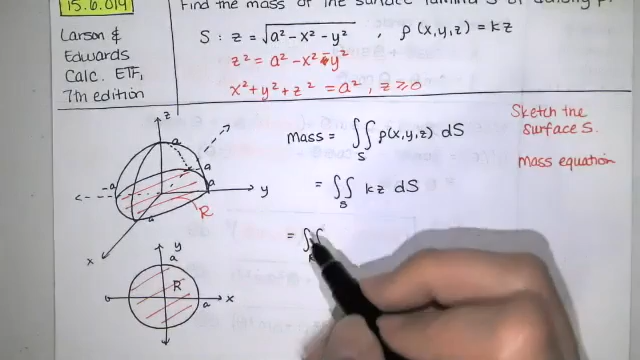 15.6.019
Find the mass of the surface lamina S of density ρ.
Larson &
Edwards
Calc. ETF,
7th edition
S : z = √(a² - x² - y²) , ρ(x,y,z) = kz
z² = a² - x² - y²
x² + y² + z² = a² , z ≥ 0
Sketch the
surface S.
Mass equation
Mass = ∬ ρ(x,y,z) dS
S
= ∬ kz dS
S
= ∬
R
z
a
a
-a
a
a
y
-a
R
x
y
a
R
a
x